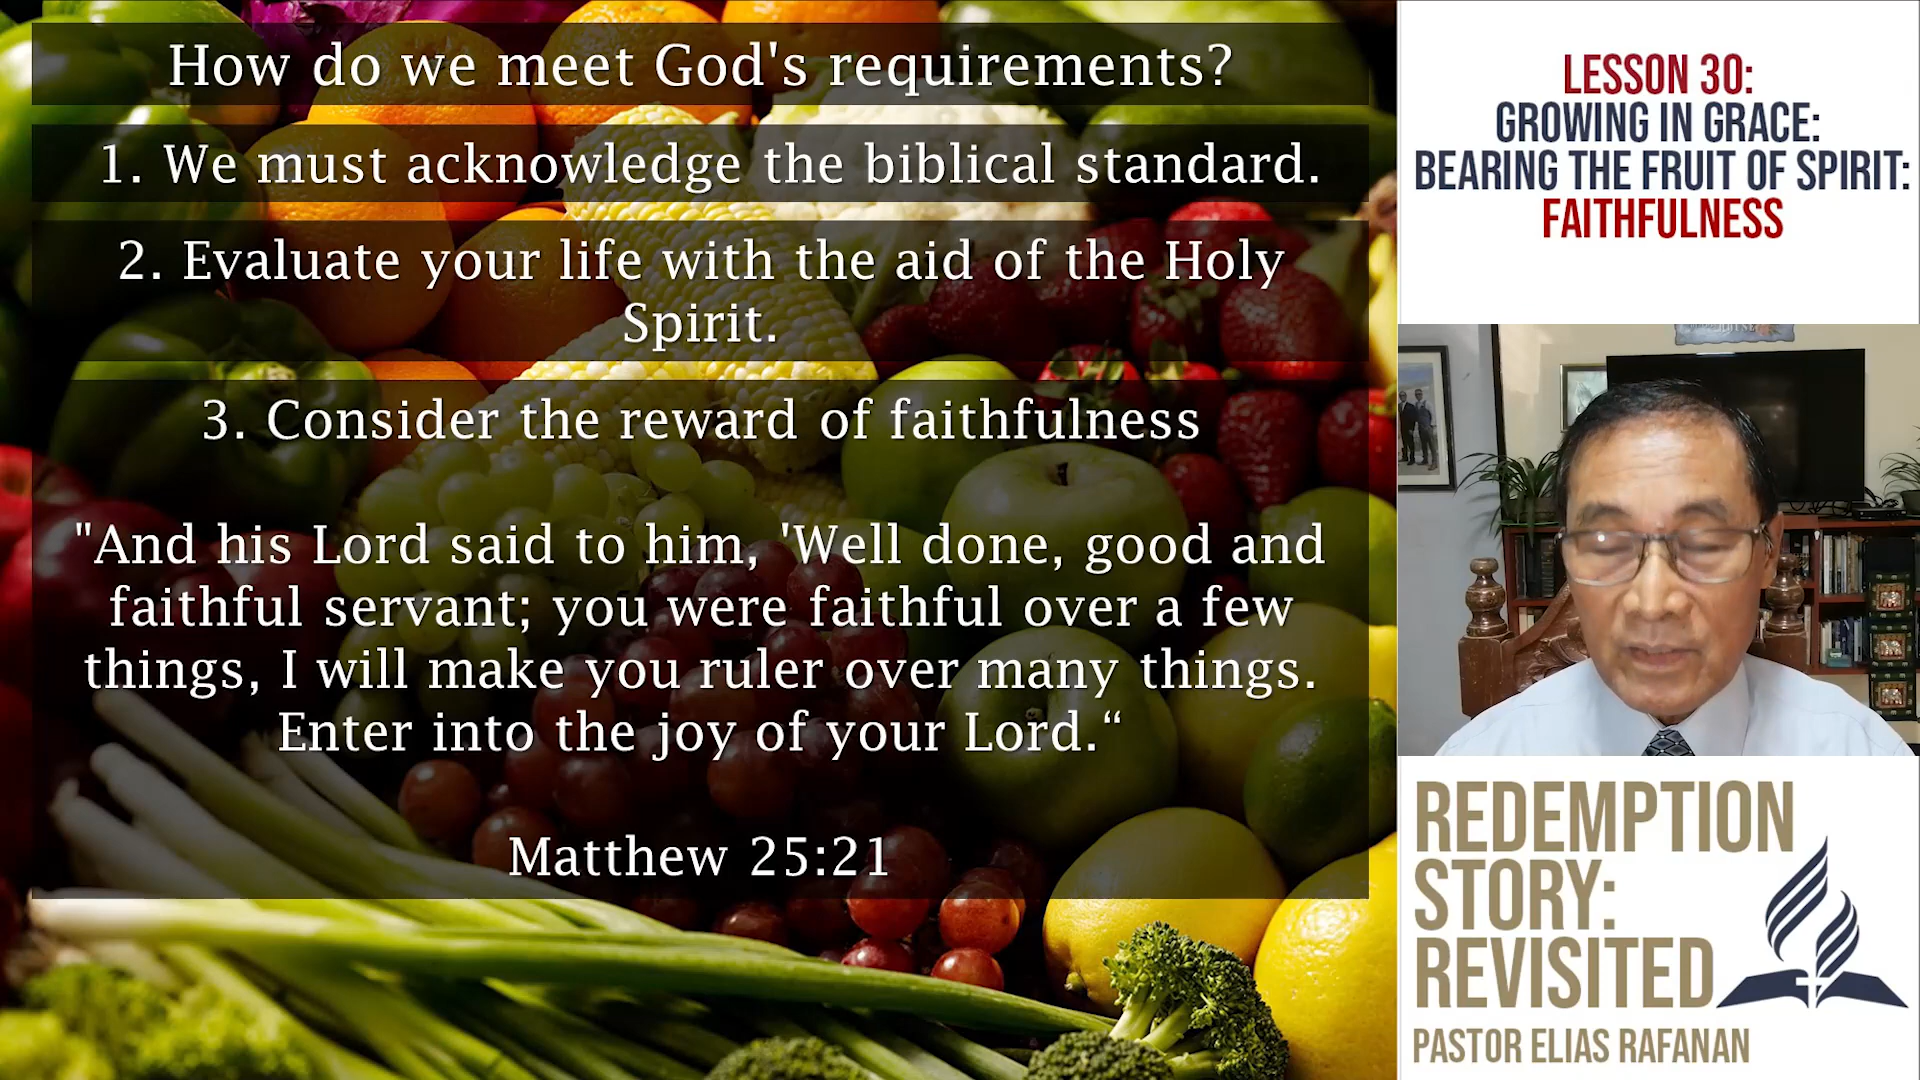 How do we meet God's requirements?
1. We must acknowledge the biblical standard.
2. Evaluate your life with the aid of the Holy
Spirit.
3. Consider the reward of faithfulness
"And his Lord said to him, 'Well done, good and
faithful servant; you were faithful over a few
things, I will make you ruler over many things.
Enter into the joy of your Lord.“
Matthew 25:21
LESSON 30:
GROWING IN GRACE:
BEARING THE FRUIT OF SPIRIT:
FAITHFULNESS
REDEMPTION
STORY:
REVISITED
PASTOR ELIAS RAFANAN